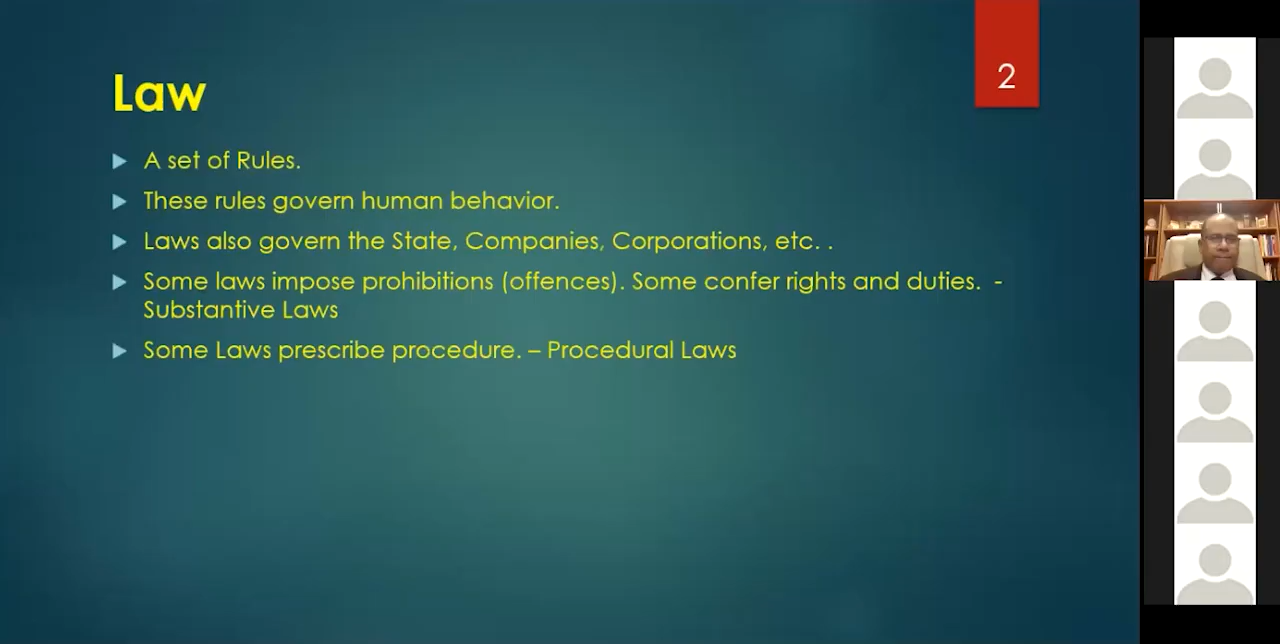 2
Law
A set of Rules.
These rules govern human behavior.
Laws also govern the State, Companies, Corporations, etc. .
Some laws impose prohibitions (offences). Some confer rights and duties.  -
Substantive Laws
Some Laws prescribe procedure. – Procedural Laws